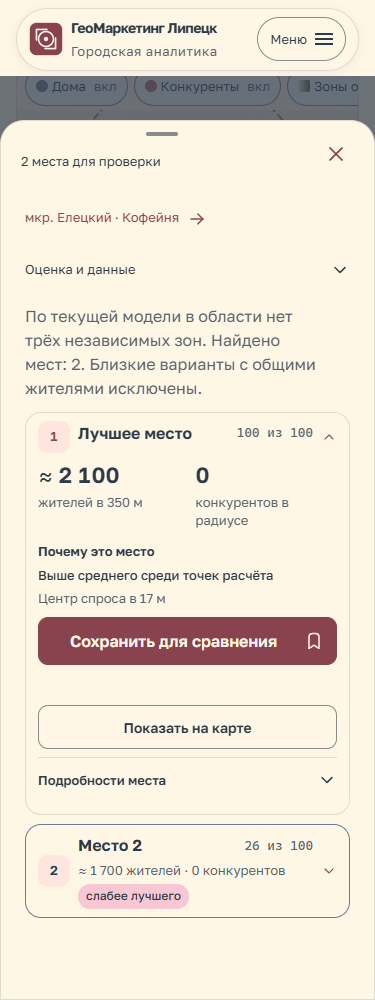 ГеоМаркетинг Липецк
Городская аналитика
Меню
Дома вкл
Конкуренты вкл
Зоны о
2 места для проверки
мкр. Елецкий · Кофейня
Оценка и данные
По текущей модели в области нет
трёх независимых зон. Найдено
мест: 2. Близкие варианты с общими
жителями исключены.
1
Лучшее место
100 из 100
≈ 2 100
0
жителей в 350 м
конкурентов в
радиусе
Почему это место
Выше среднего среди точек расчёта
Центр спроса в 17 м
Сохранить для сравнения
Показать на карте
Подробности места
2
Место 2
26 из 100
≈ 1 700 жителей · 0 конкурентов
слабее лучшего